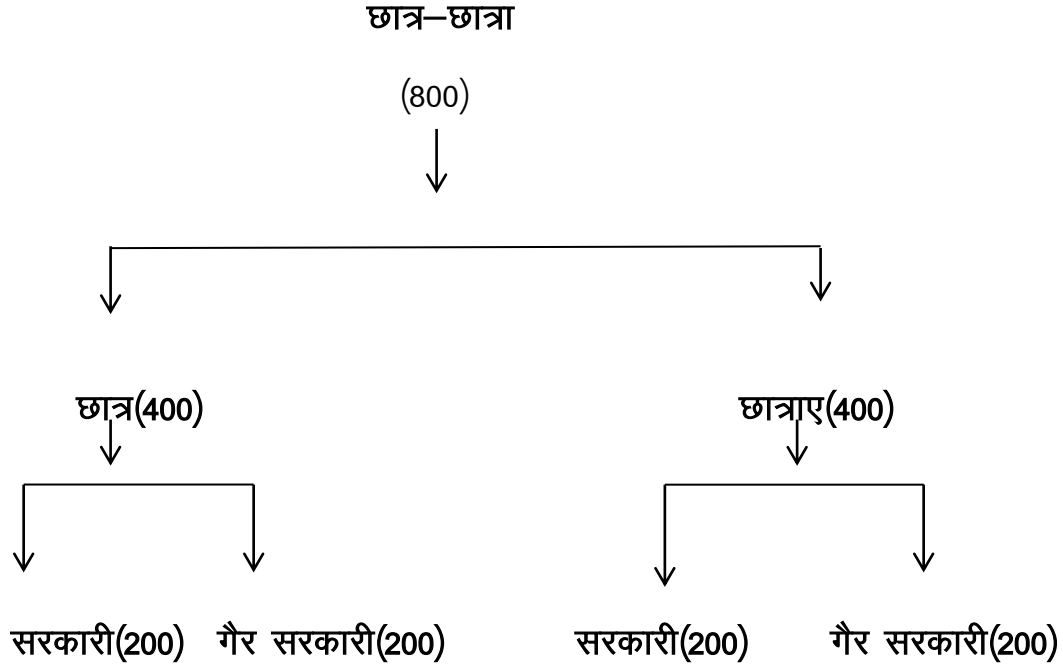 छात्र–छात्रा
(800)
छात्र(400) छात्राए(400)
सरकारी(200) गैर सरकारी(200) सरकारी(200) गैर सरकारी(200)